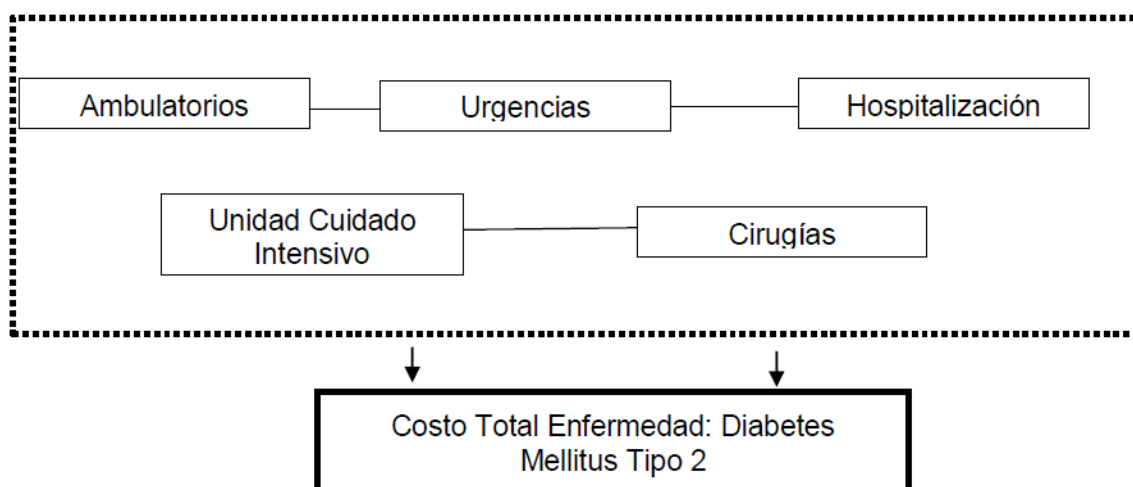 Ambulatorios
Urgencias
Hospitalización
Unidad Cuidado
Intensivo
Cirugías
Costo Total Enfermedad: Diabetes
Mellitus Tipo 2